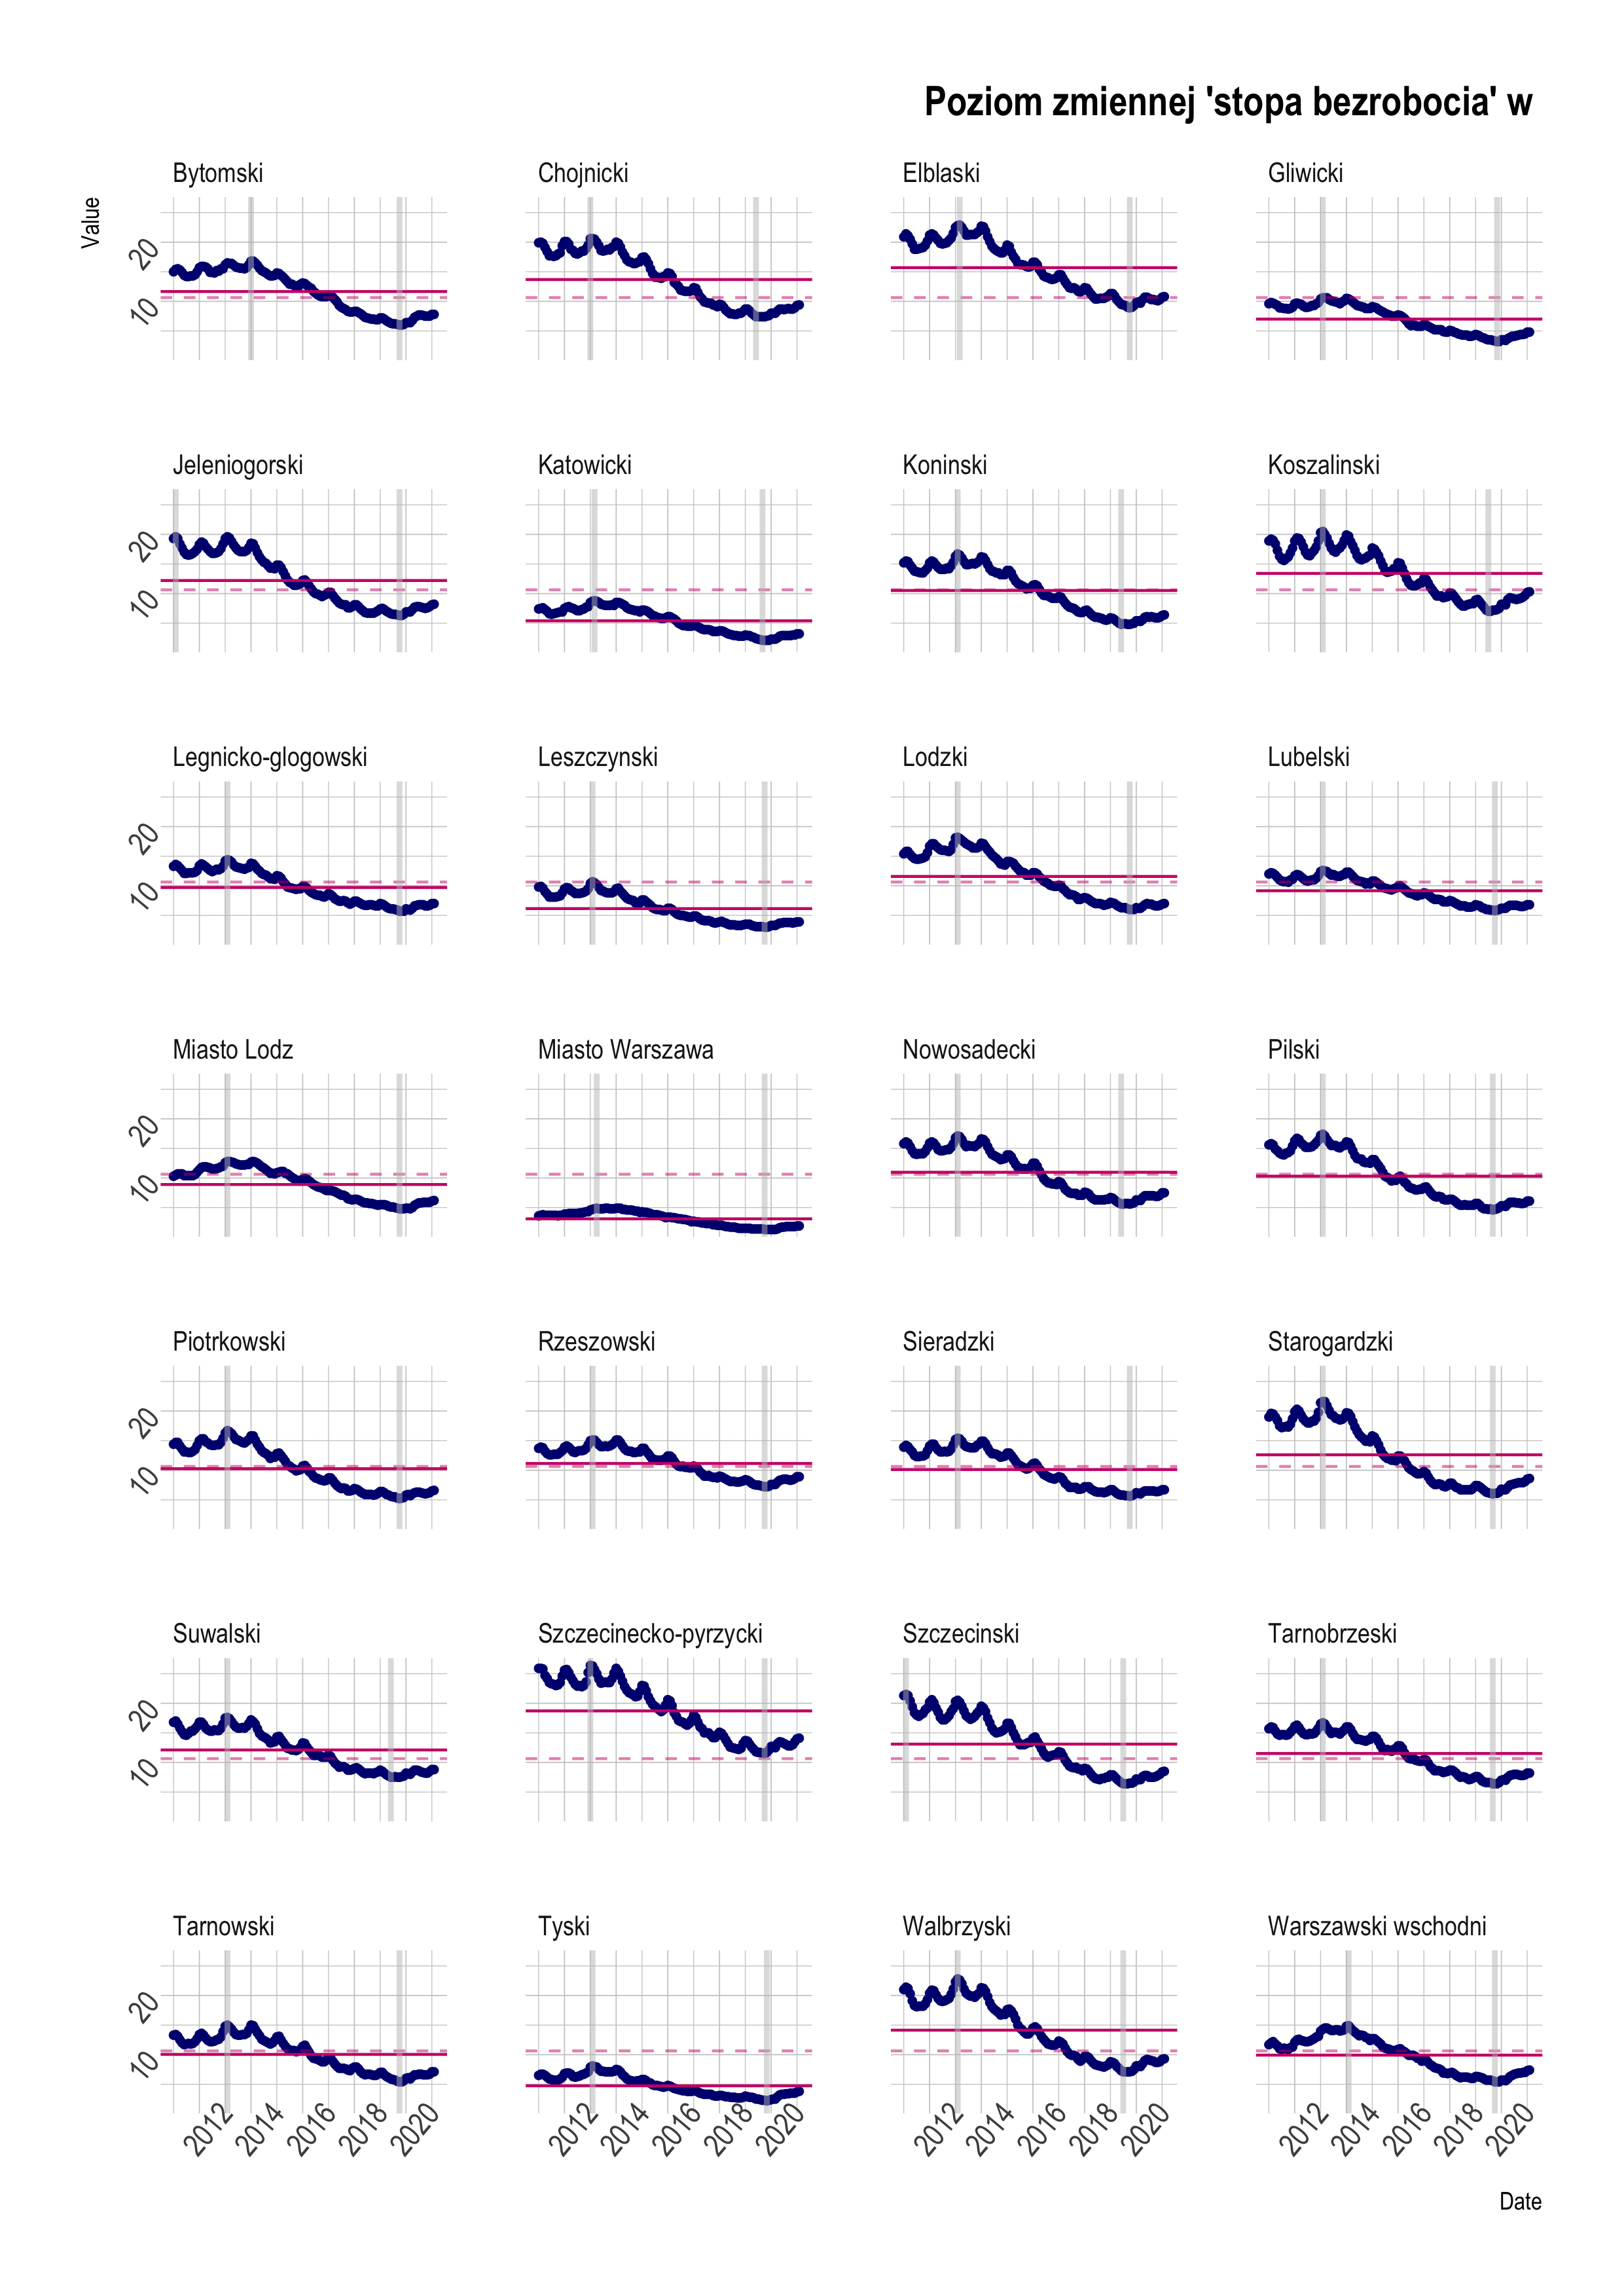 Poziom zmiennej 'stopa bezrobocia' w
Value
Bytomski Chojnicki Elblaski Gliwicki
20
10
Jeleniogorski Katowicki Koninski Koszalinski
20
10
Legnicko-glogowski Leszczynski Lodzki Lubelski
20
10
Miasto Lodz Miasto Warszawa Nowosadecki Pilski
20
10
Piotrkowski Rzeszowski Sieradzki Starogardzki
20
10
Suwalski Szczecinecko-pyrzycki Szczecinski Tarnobrzeski
20
10
Tarnowski Tyski Walbrzyski Warszawski wschodni
20
10
2012 2014 2016 2018 2020 2012 2014 2016 2018 2020 2012 2014 2016 2018 2020 2012 2014 2016 2018 2020
Date